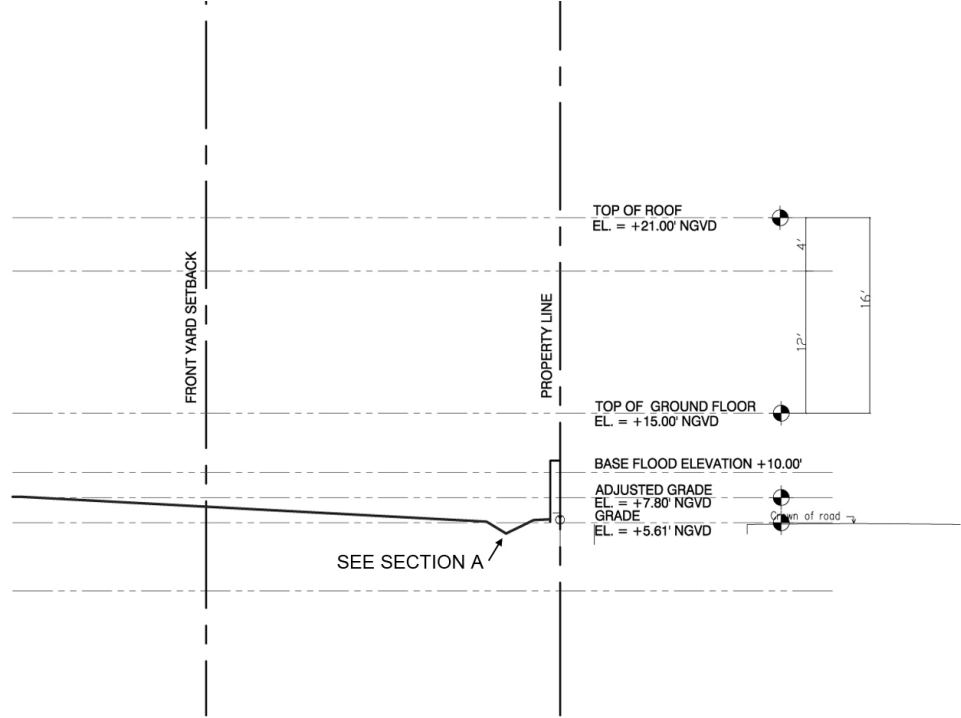 TOP OF ROOF
EL. = +21.00' NGVD
4'
FRONT YARD SETBACK
PROPERTY LINE
16'
12'
TOP OF GROUND FLOOR
EL. = +15.00' NGVD
BASE FLOOD ELEVATION +10.00'
ADJUSTED GRADE
EL. = +7.80' NGVD
GRADE
Crown of road
EL. = +5.61' NGVD
SEE SECTION A